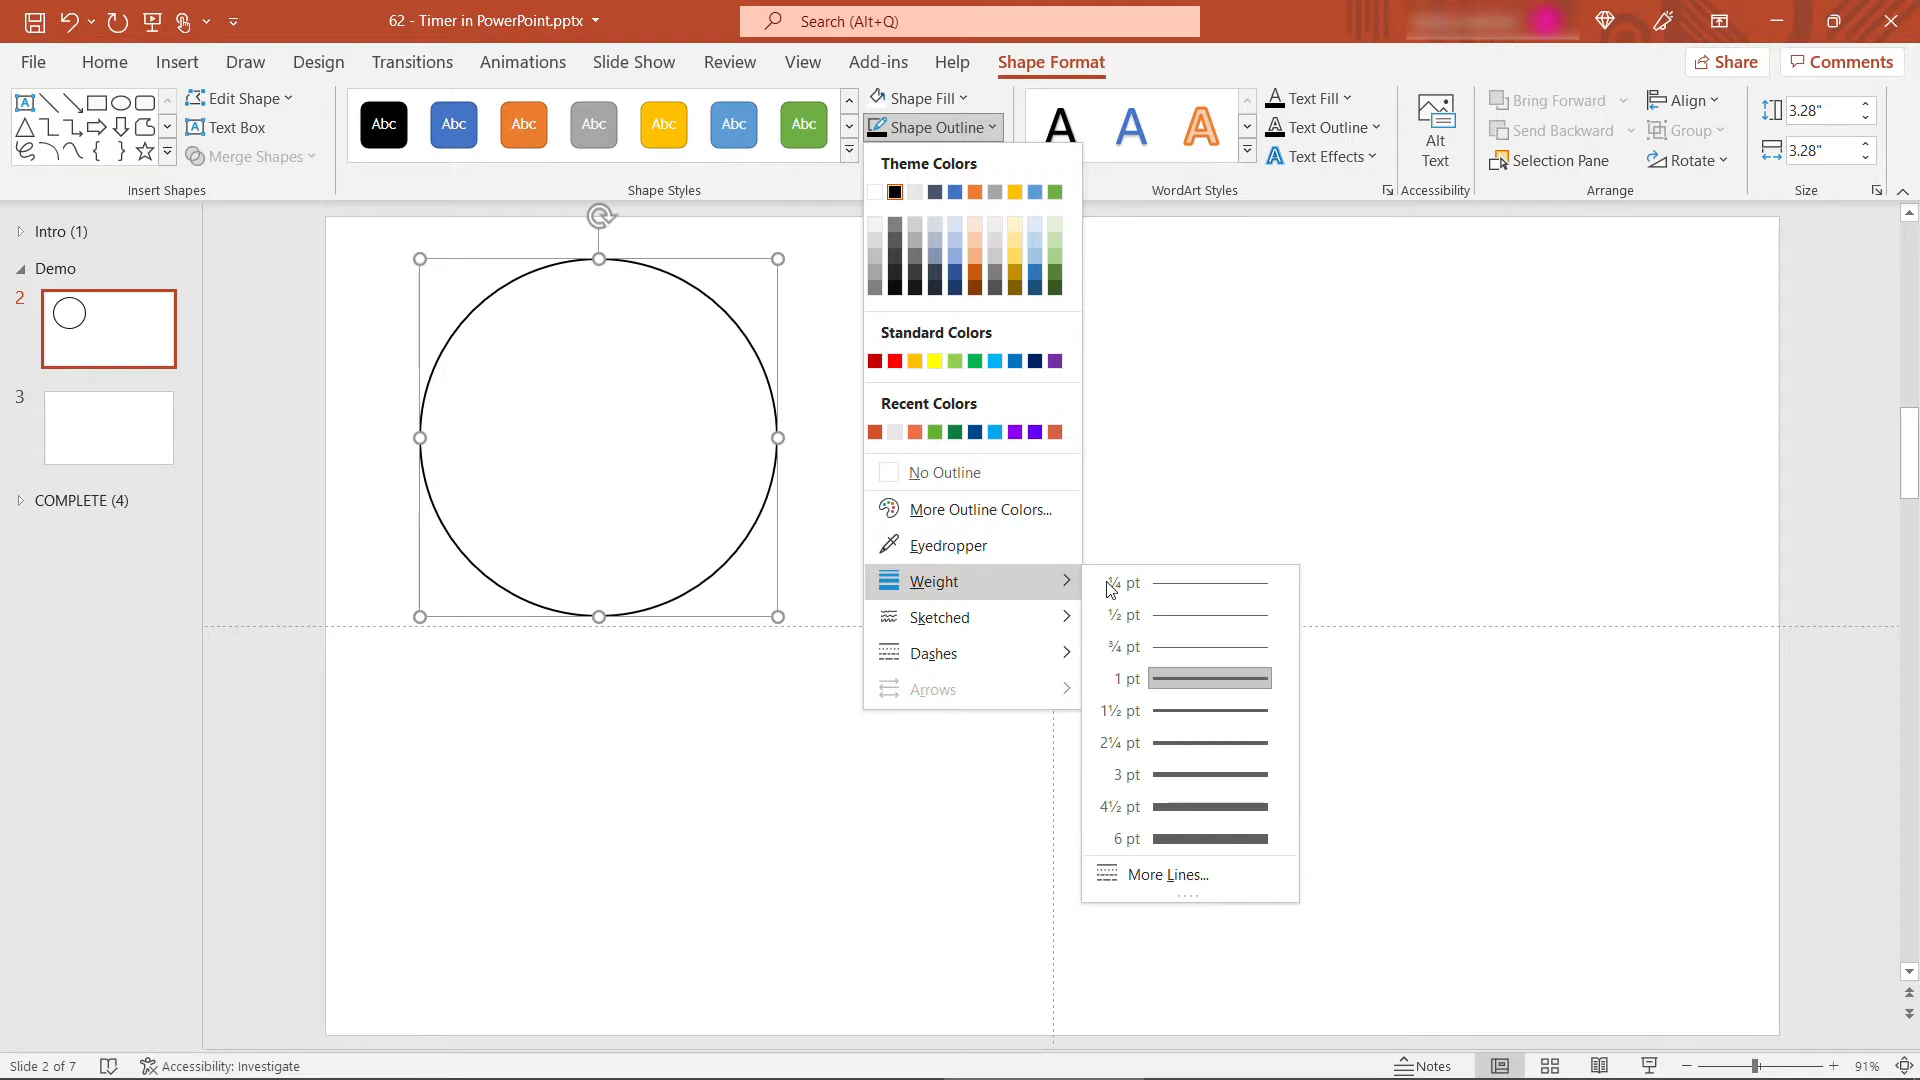 62 - Timer in PowerPoint.pptx
Search (Alt+Q)
File Home Insert Draw Design Transitions Animations Slide Show Review View Add-ins Help Shape Format Share Comments
Edit Shape
Text Box
Merge Shapes
Insert Shapes
Abc Abc Abc Abc Abc Abc Abc
Shape Styles
Shape Fill
Shape Outline
A A A
Text Fill
Text Outline
Text Effects
WordArt Styles
Alt
Text
Accessibility
Bring Forward
Send Backward
Selection Pane
Align
Group
Rotate
Arrange
3.28"
3.28"
Size
Intro (1)
Demo
2
3
COMPLETE (4)
Theme Colors
Standard Colors
Recent Colors
No Outline
More Outline Colors...
Eyedropper
Weight
Sketched
Dashes
Arrows
¼ pt
½ pt
¾ pt
1 pt
1½ pt
2¼ pt
3 pt
4½ pt
6 pt
More Lines...
Slide 2 of 7
Accessibility: Investigate
Notes
91%